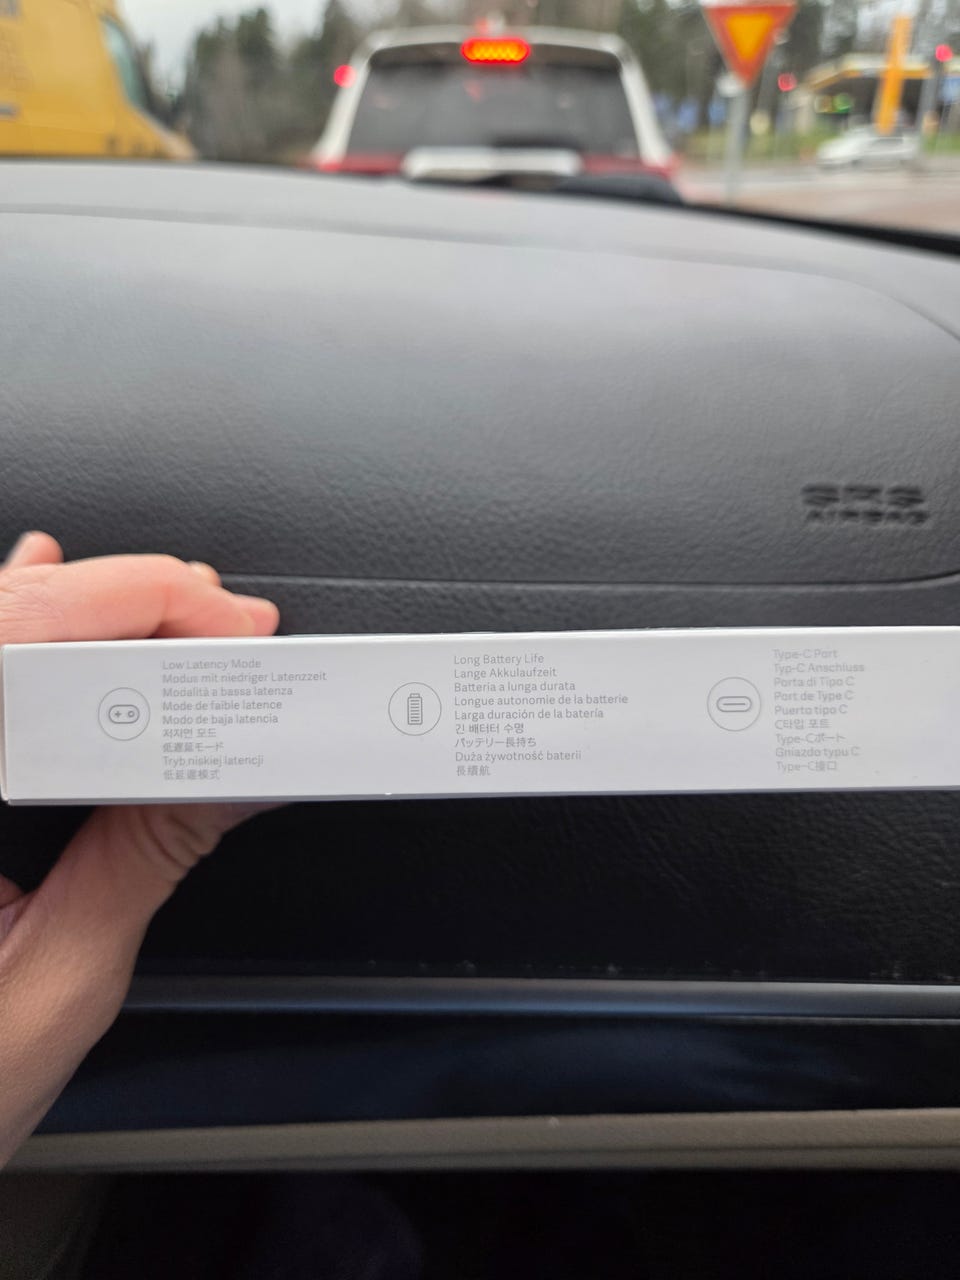 SRS
AIRBAG
Low Latency Mode
Modus mit niedriger Latenzzeit
Modalità a bassa latenza
Mode de faible latence
Modo de baja latencia
저지연 모드
低遅延モード
Tryb niskiej latencji
低延遲模式
Long Battery Life
Lange Akkulaufzeit
Batteria a lunga durata
Longue autonomie de la batterie
Larga duración de la batería
긴 배터터 수명
バッテリー長持ち
Duża żywotność baterii
長續航
Type-C Port
Typ-C Anschluss
Porta di Tipo C
Port de Type C
Puerto tipo C
C타입 포트
Type-Cポート
Gniazdo typu C
Type-C接口